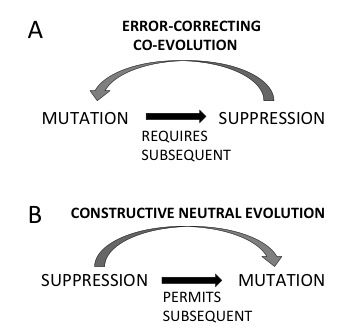 A
ERROR-CORRECTING
CO-EVOLUTION
MUTATION
SUPPRESSION
REQUIRES
SUBSEQUENT
B
CONSTRUCTIVE NEUTRAL EVOLUTION
SUPPRESSION
MUTATION
PERMITS
SUBSEQUENT